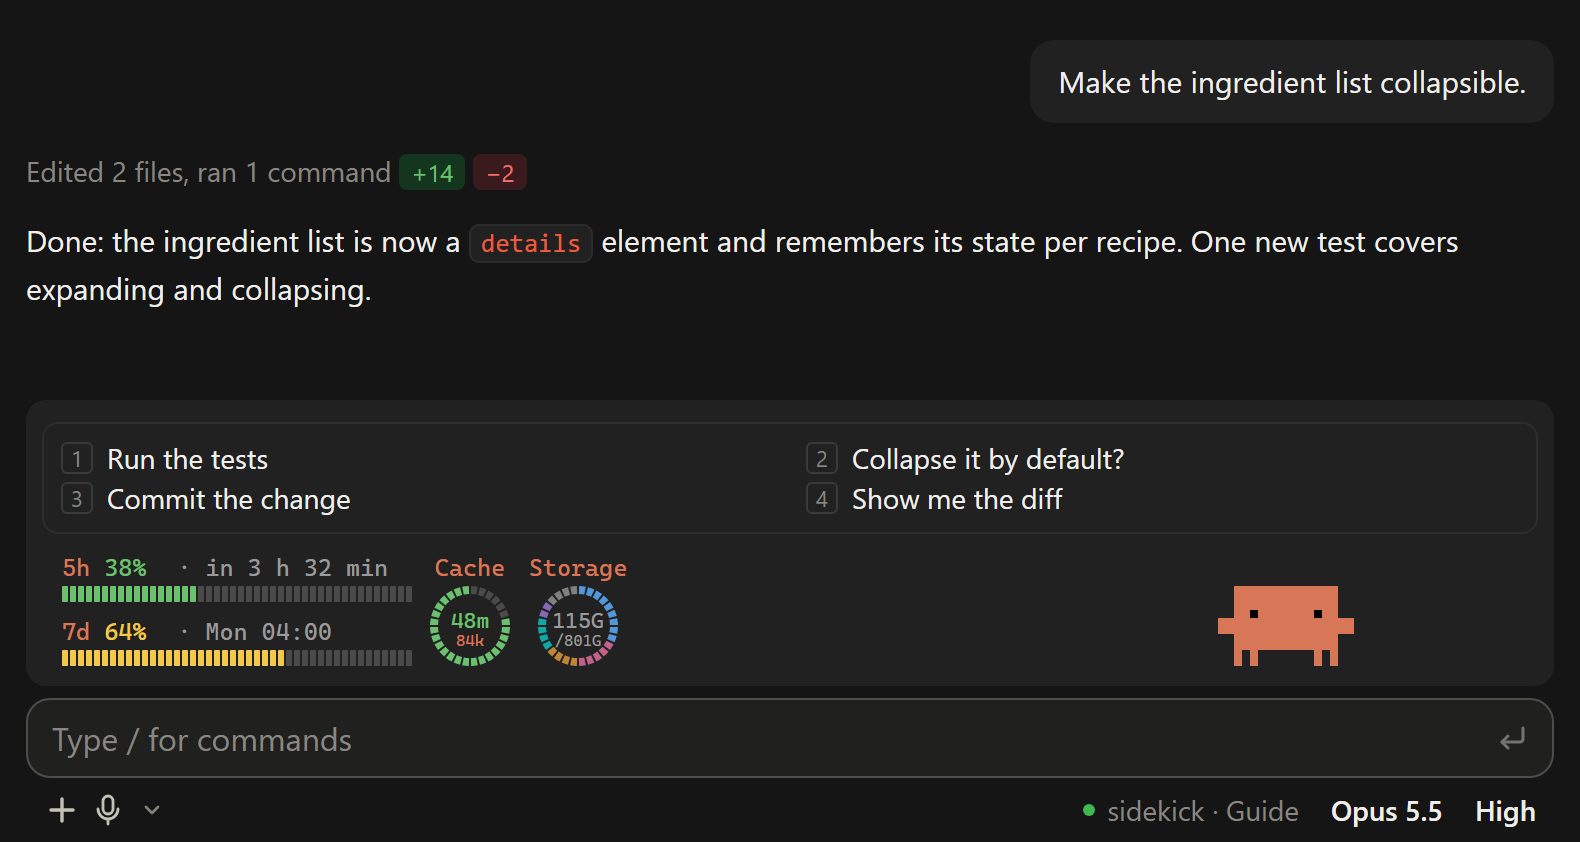 Make the ingredient list collapsible.
Edited 2 files, ran 1 command +14 −2
Done: the ingredient list is now a details element and remembers its state per recipe. One new test covers
expanding and collapsing.
1 Run the tests
2 Collapse it by default?
3 Commit the change
4 Show me the diff
5h 38% · in 3 h 32 min
7d 64% · Mon 04:00
Cache
48m
84k
Storage
115G
/801G
Type / for commands
sidekick · Guide Opus 5.5 High